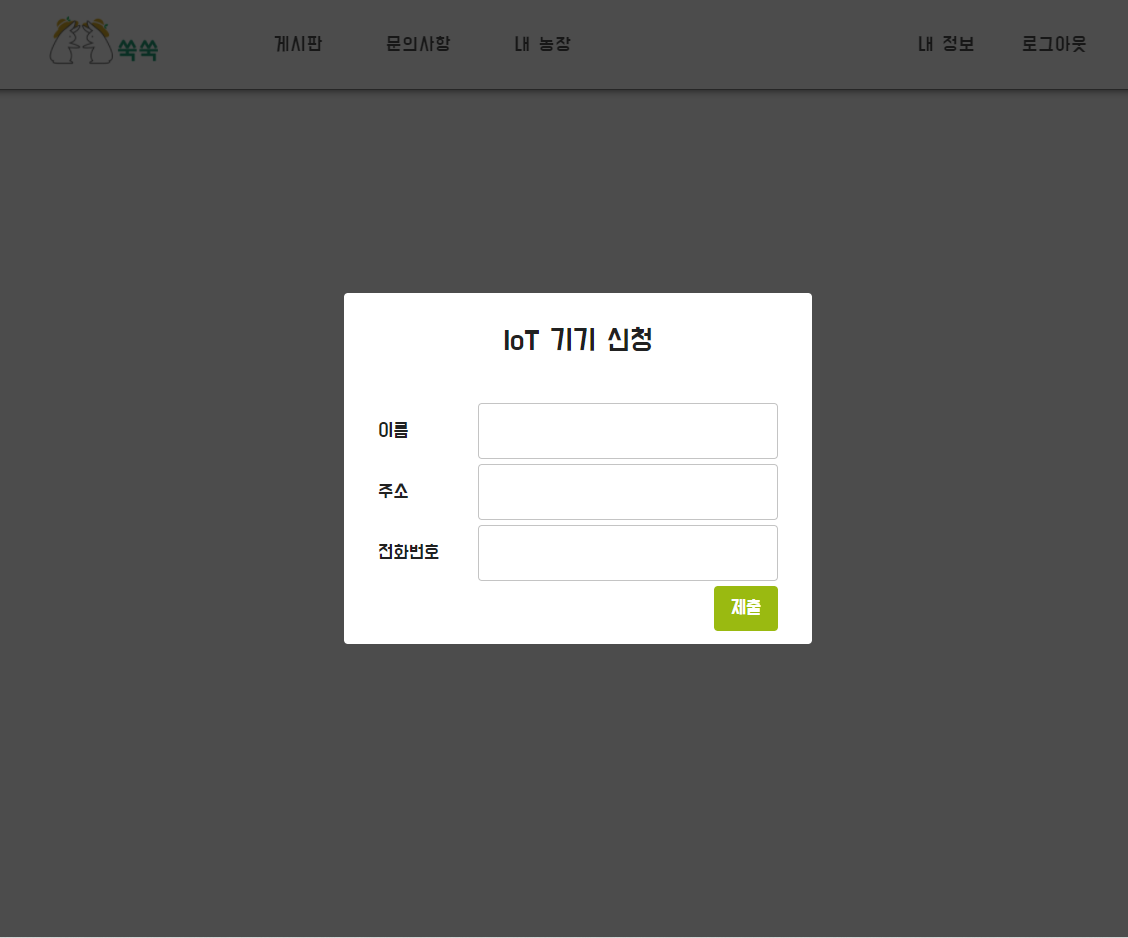 쑥쑥 게시판 문의사항 내 농장 내 정보 로그아웃
IoT 기기 신청
이름
주소
전화번호
제출